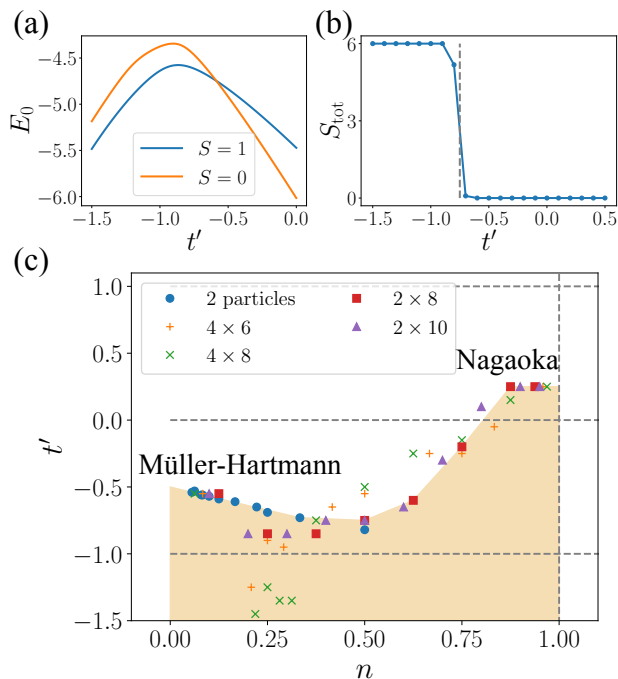 (a)
(b)
−4.5
−5.0
−5.5
−6.0
E₀
S = 1
S = 0
−1.5
−1.0
−0.5
0.0
t′
6
3
0
S_tot
−1.5
−1.0
−0.5
0.0
0.5
t′
(c)
1.0
0.5
0.0
−0.5
−1.0
−1.5
t′
2 particles
4 × 6
4 × 8
2 × 8
2 × 10
Nagaoka
Müller-Hartmann
0.00
0.25
0.50
0.75
1.00
n